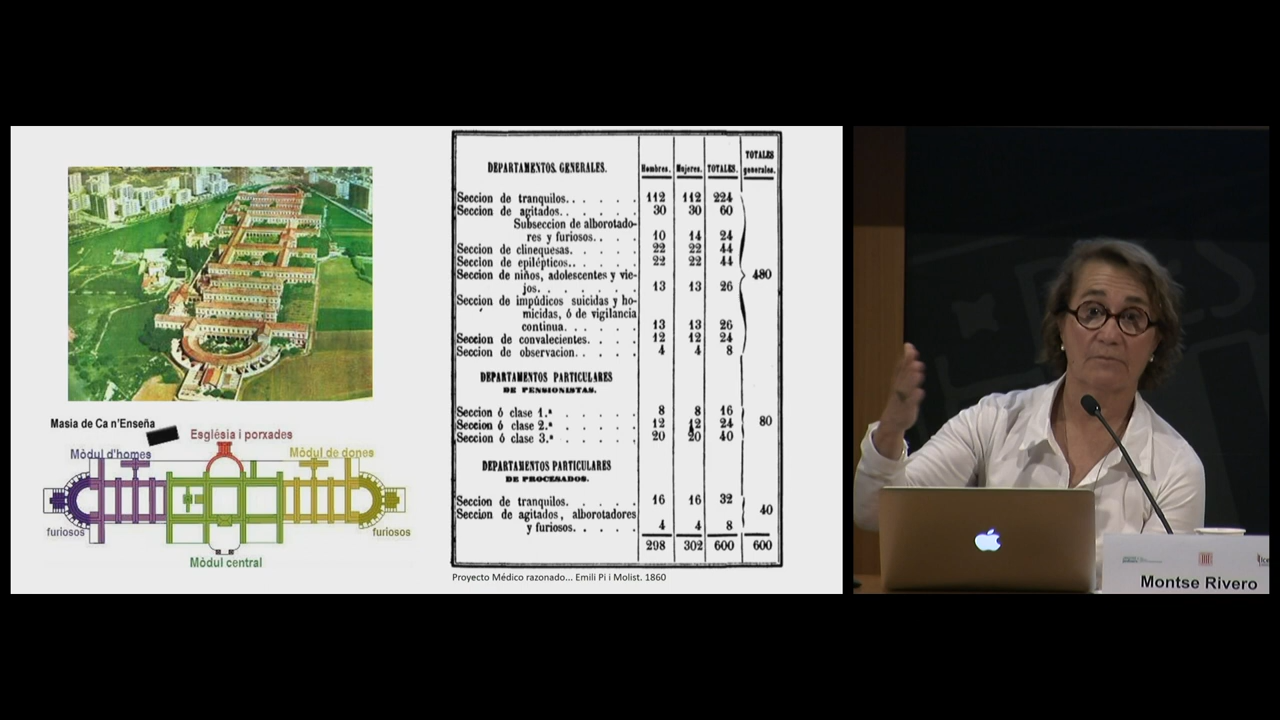 Masia de Ca n'Enseña
Església i porxades
Mòdul d'homes
Mòdul de dones
furiosos
furiosos
Mòdul central
DEPARTAMENTOS GENERALES. Hombres. Mujeres. TOTALES. TOTALES generales.
Seccion de tranquilos. . . . . . 112 112 224
Seccion de agitados. . . . . . 30 30 60
Subseccion de alborotado-
res y furiosos. . . . 10 14 24
Seccion de clinequesas. . . . . 22 22 44
Seccion de epilépticos. . . . . 22 22 44
Seccion de niños, adolescentes y vie- 480
jos. . . . . . . 13 13 26
Seccion de impúdicos suicidas y ho-
micidas, ó de vigilancia
continua. . . . . . 13 13 26
Seccion de convalecientes. . . . 12 12 24
Seccion de observacion. . . . . 4 4 8
DEPARTAMENTOS PARTICULARES
DE PENSIONISTAS.
Seccion ó clase 1.ª . . . . . . 8 8 16
Seccion ó clase 2.ª . . . . . . 12 12 24 80
Seccion ó clase 3.ª . . . . . . 20 20 40
DEPARTAMENTOS PARTICULARES
DE PROCESADOS.
Seccion de tranquilos. . . . . . 16 16 32
Seccion de agitados, alborotadores 40
y furiosos. . . . . 4 4 8
298 302 600 600
Proyecto Médico razonado... Emili Pi i Molist. 1860
Montse Rivero